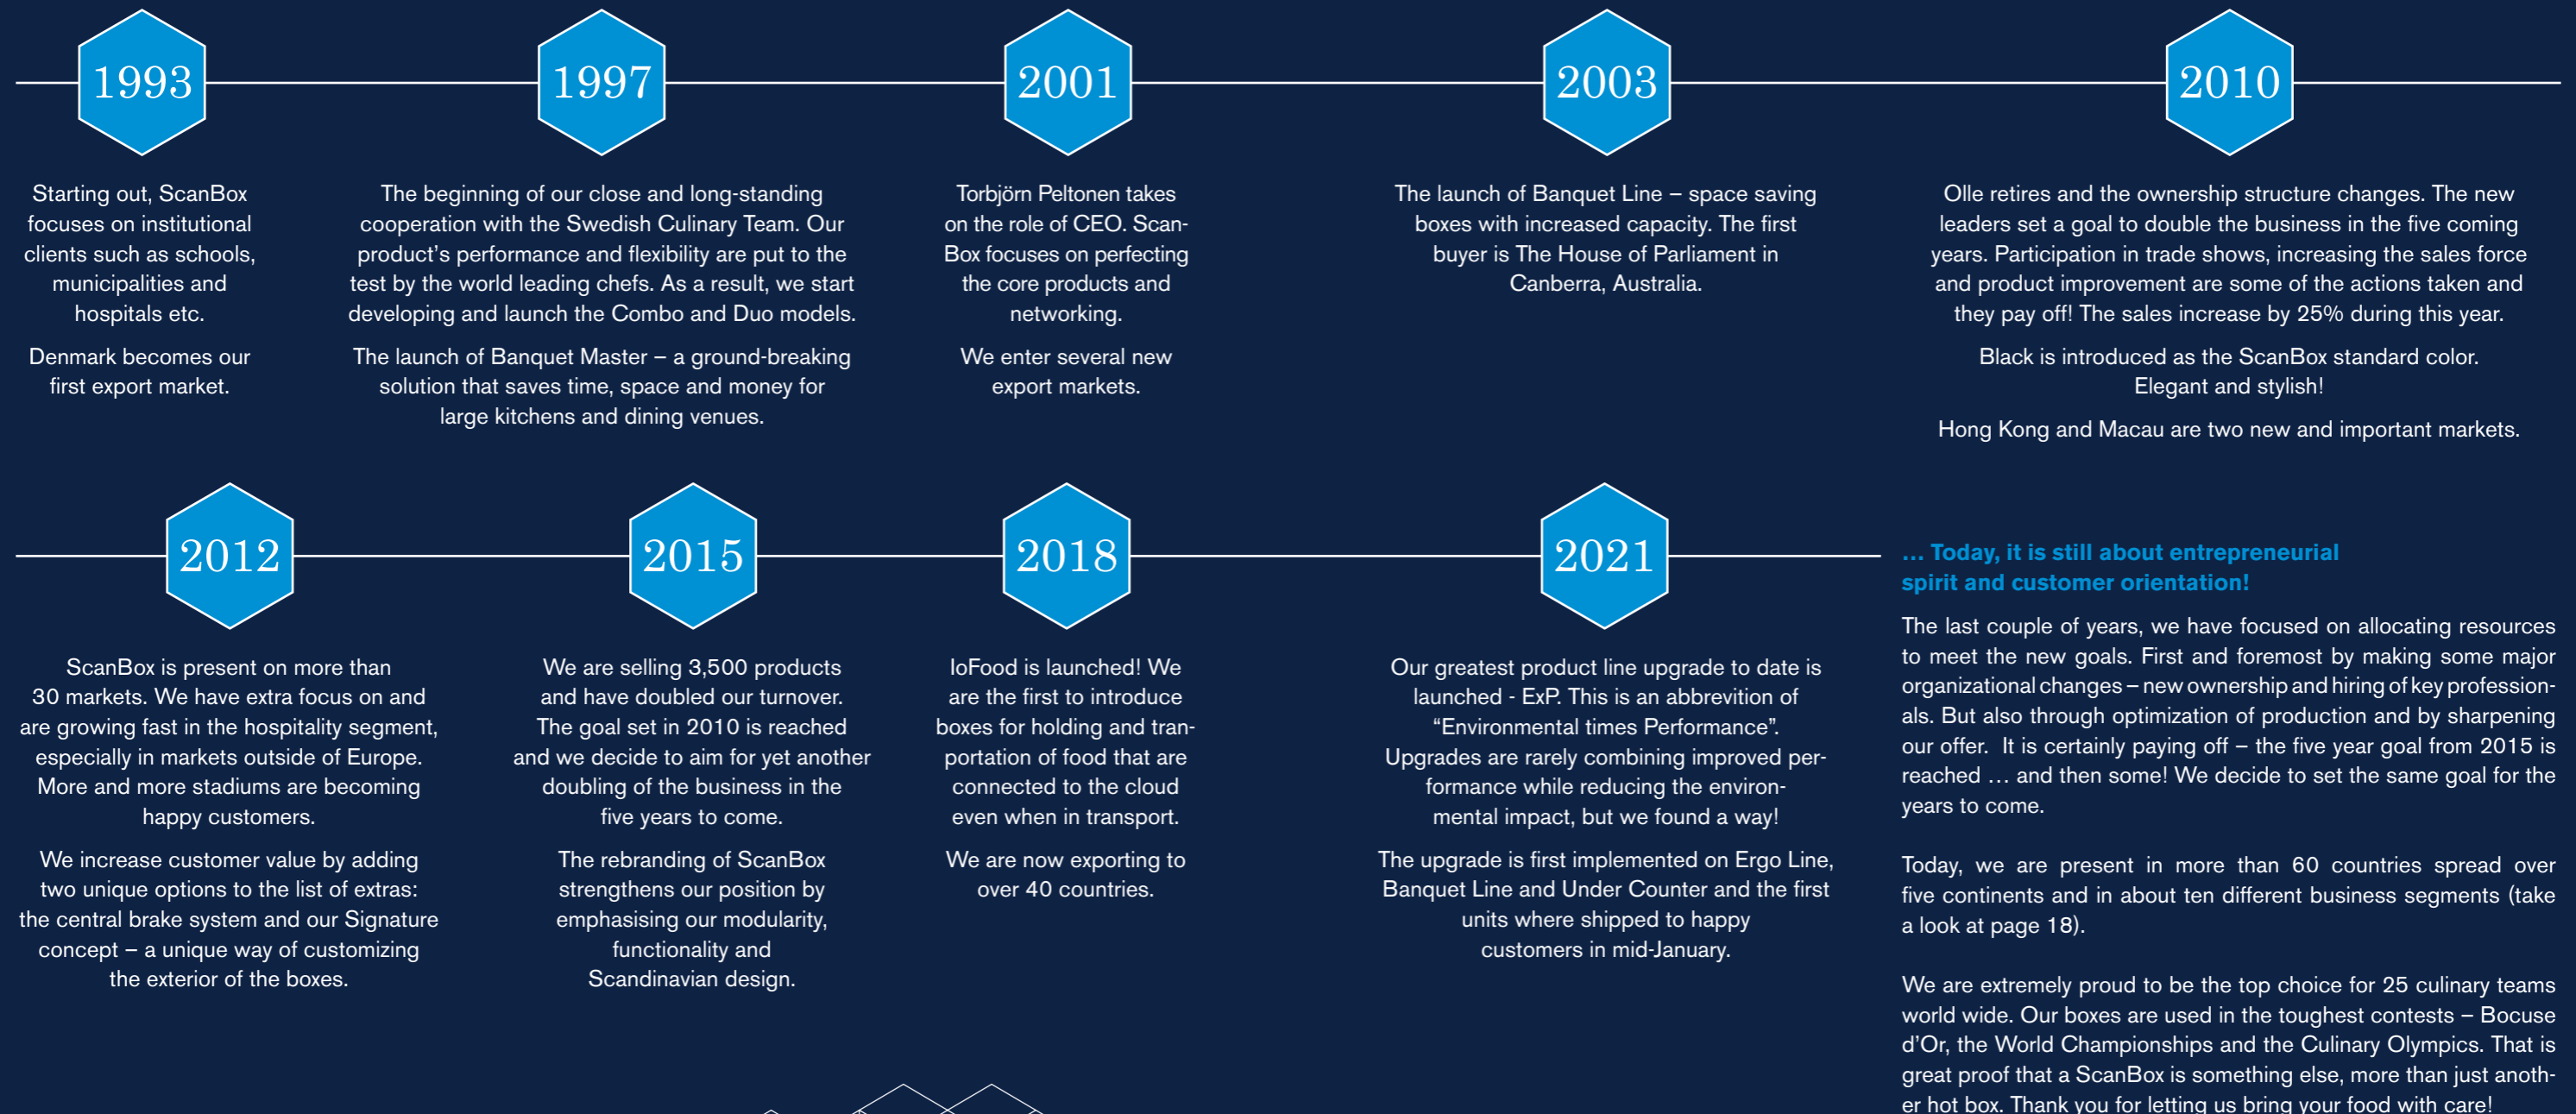 1993
Starting out, ScanBox
focuses on institutional
clients such as schools,
municipalities and
hospitals etc.
Denmark becomes our
first export market.
1997
The beginning of our close and long-standing
cooperation with the Swedish Culinary Team. Our
product's performance and flexibility are put to the
test by the world leading chefs. As a result, we start
developing and launch the Combo and Duo models.
The launch of Banquet Master – a ground-breaking
solution that saves time, space and money for
large kitchens and dining venues.
2001
Torbjörn Peltonen takes
on the role of CEO. Scan-
Box focuses on perfecting
the core products and
networking.
We enter several new
export markets.
2003
The launch of Banquet Line – space saving
boxes with increased capacity. The first
buyer is The House of Parliament in
Canberra, Australia.
2010
Olle retires and the ownership structure changes. The new
leaders set a goal to double the business in the five coming
years. Participation in trade shows, increasing the sales force
and product improvement are some of the actions taken and
they pay off! The sales increase by 25% during this year.
Black is introduced as the ScanBox standard color.
Elegant and stylish!
Hong Kong and Macau are two new and important markets.
2012
ScanBox is present on more than
30 markets. We have extra focus on and
are growing fast in the hospitality segment,
especially in markets outside of Europe.
More and more stadiums are becoming
happy customers.
We increase customer value by adding
two unique options to the list of extras:
the central brake system and our Signature
concept – a unique way of customizing
the exterior of the boxes.
2015
We are selling 3,500 products
and have doubled our turnover.
The goal set in 2010 is reached
and we decide to aim for yet another
doubling of the business in the
five years to come.
The rebranding of ScanBox
strengthens our position by
emphasising our modularity,
functionality and
Scandinavian design.
2018
IoFood is launched! We
are the first to introduce
boxes for holding and tran-
portation of food that are
connected to the cloud
even when in transport.
We are now exporting to
over 40 countries.
2021
Our greatest product line upgrade to date is
launched - ExP. This is an abbrevition of
“Environmental times Performance”.
Upgrades are rarely combining improved per-
formance while reducing the environ-
mental impact, but we found a way!
The upgrade is first implemented on Ergo Line,
Banquet Line and Under Counter and the first
units where shipped to happy
customers in mid-January.
… Today, it is still about entrepreneurial
spirit and customer orientation!
The last couple of years, we have focused on allocating resources
to meet the new goals. First and foremost by making some major
organizational changes – new ownership and hiring of key profession-
als. But also through optimization of production and by sharpening
our offer. It is certainly paying off – the five year goal from 2015 is
reached … and then some! We decide to set the same goal for the
years to come.
Today, we are present in more than 60 countries spread over
five continents and in about ten different business segments (take
a look at page 18).
We are extremely proud to be the top choice for 25 culinary teams
world wide. Our boxes are used in the toughest contests – Bocuse
d'Or, the World Championships and the Culinary Olympics. That is
great proof that a ScanBox is something else, more than just anoth-
er hot box. Thank you for letting us bring your food with care!